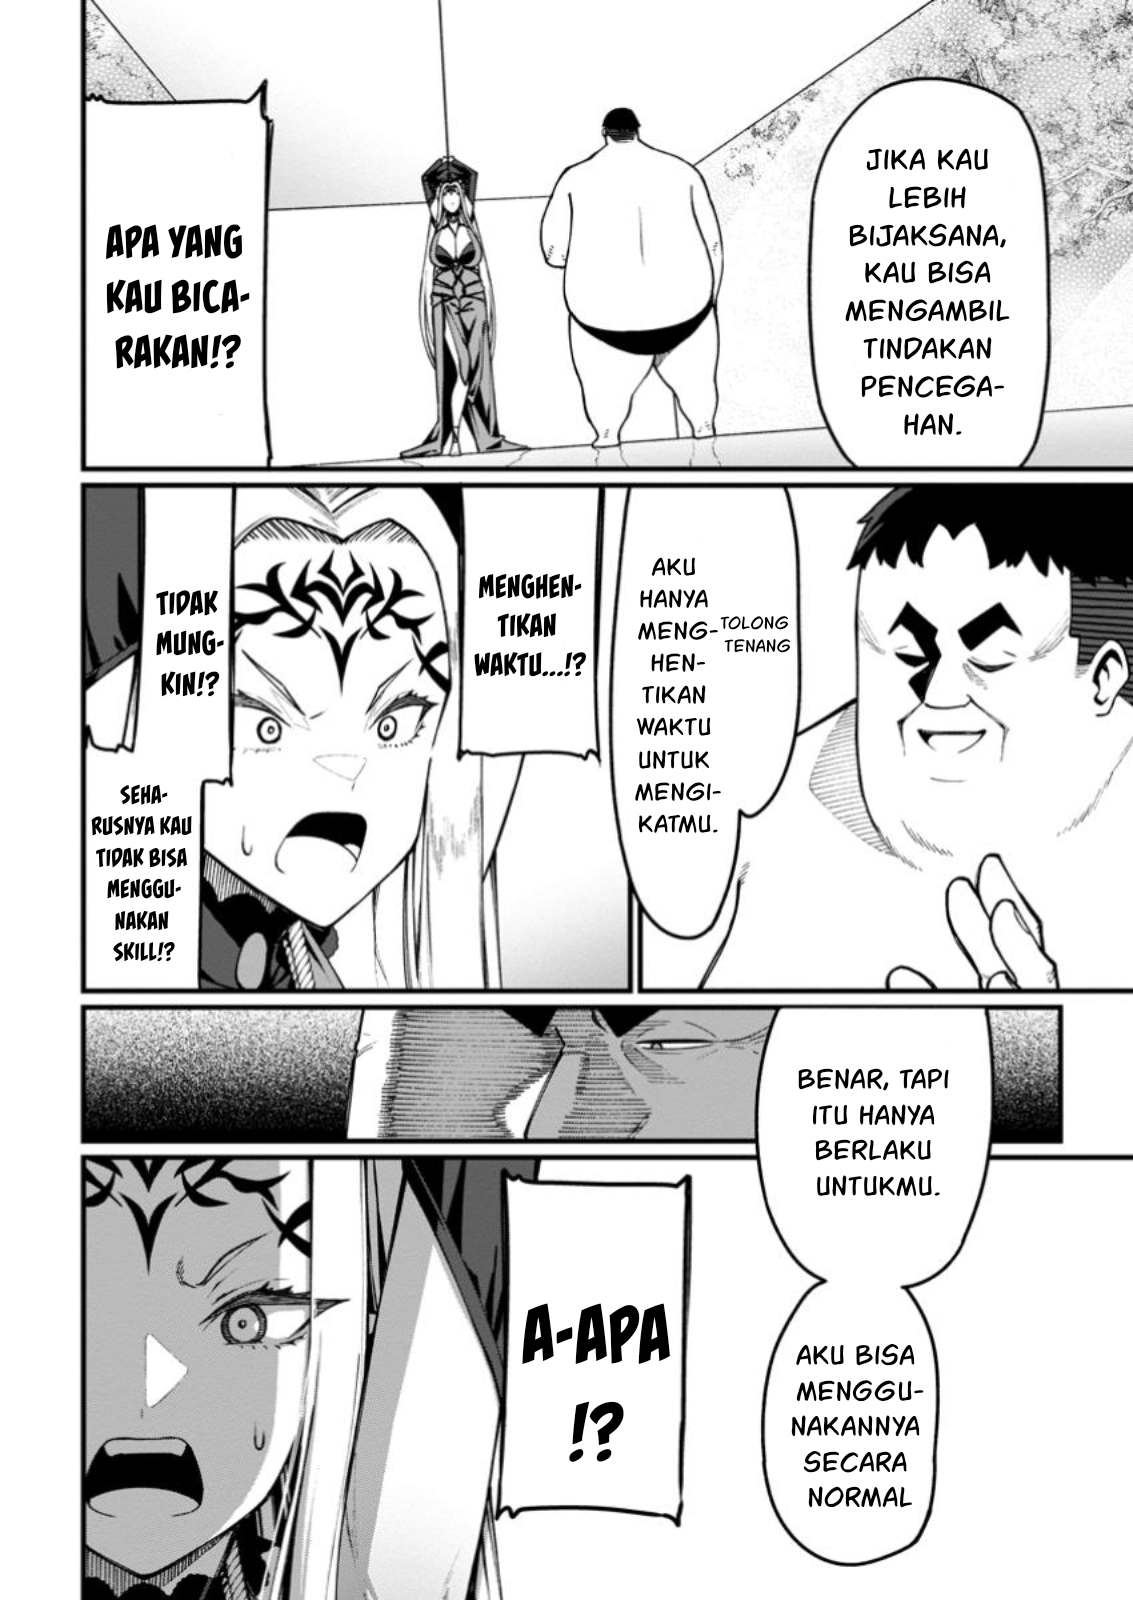 JIKA KAU
LEBIH
BIJAKSANA,
KAU BISA
MENGAMBIL
TINDAKAN
PENCEGA-
HAN.
APA YANG
KAU BICA-
RAKAN!?
TOLONG
TENANG
AKU
HANYA
MENG-
HEN-
TIKAN
WAKTU
UNTUK
MENGI-
KATMU.
MENGHEN-
TIKAN
WAKTU...!?
TIDAK
MUNG-
KIN!?
SEHA-
RUSNYA KAU
TIDAK BISA
MENGGU-
NAKAN
SKILL!?
BENAR, TAPI
ITU HANYA
BERLAKU
UNTUKMU.
AKU BISA
MENGGU-
NAKANNYA
SECARA
NORMAL
A-APA
!?